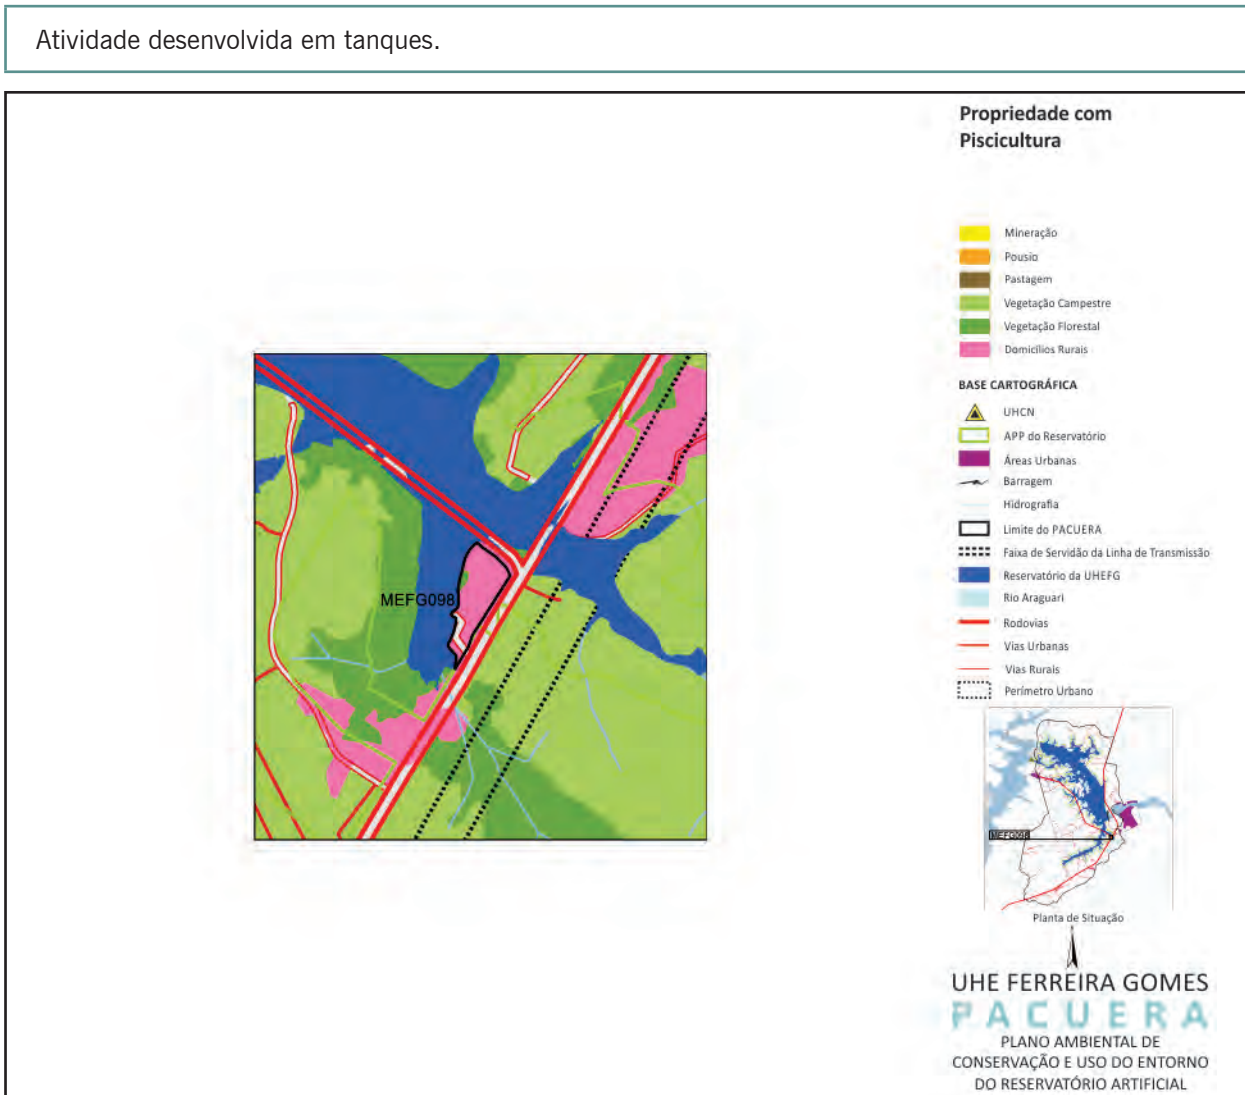 Atividade desenvolvida em tanques.
Propriedade com
Piscicultura
Mineração
Pousio
Pastagem
Vegetação Campestre
Vegetação Florestal
Domicílios Rurais
BASE CARTOGRÁFICA
UHCN
APP do Reservatório
Áreas Urbanas
Barragem
Hidrografia
Limite do PACUERA
Faixa de Servidão da Linha de Transmissão
Reservatório da UHEFG
Rio Araguari
Rodovias
Vias Urbanas
Vias Rurais
Perímetro Urbano
MEFG098
MEFG098
Planta de Situação
UHE FERREIRA GOMES
PACUERA
PLANO AMBIENTAL DE
CONSERVAÇÃO E USO DO ENTORNO
DO RESERVATÓRIO ARTIFICIAL